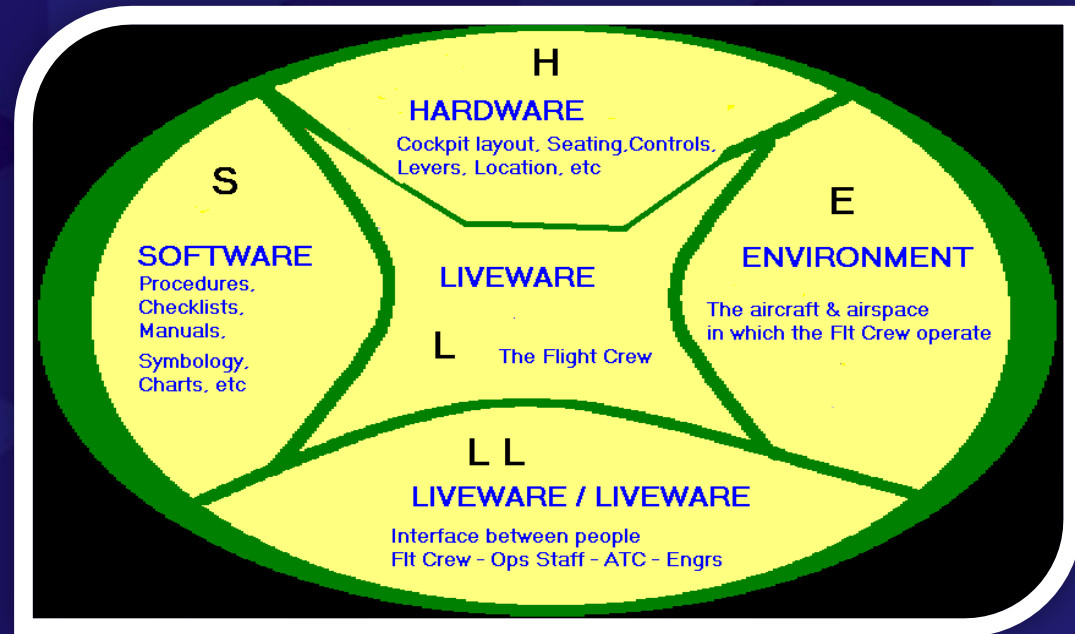 H
HARDWARE
Cockpit layout, Seating,Controls,
Levers, Location, etc
S
SOFTWARE
Procedures,
Checklists,
Manuals,
Symbology,
Charts, etc
LIVEWARE
L The Flight Crew
E
ENVIRONMENT
The aircraft & airspace
in which the Flt Crew operate
L L
LIVEWARE / LIVEWARE
Interface between people
Flt Crew - Ops Staff - ATC - Engrs